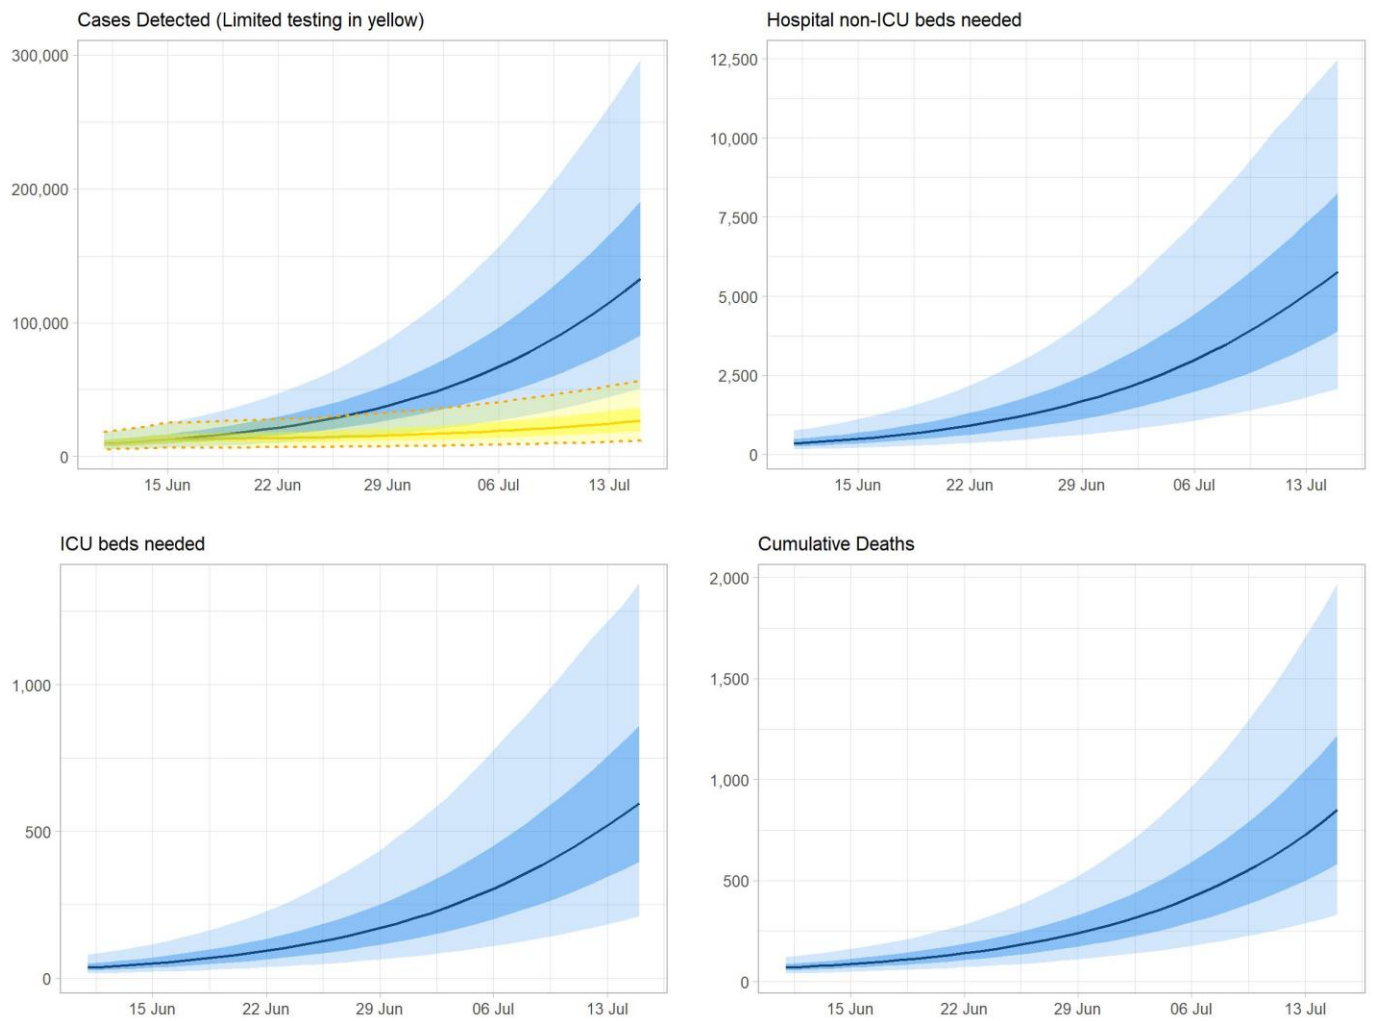 Cases Detected (Limited testing in yellow)
300,000
200,000
100,000
0
15 Jun 22 Jun 29 Jun 06 Jul 13 Jul
Hospital non-ICU beds needed
12,500
10,000
7,500
5,000
2,500
0
15 Jun 22 Jun 29 Jun 06 Jul 13 Jul
ICU beds needed
1,000
500
0
15 Jun 22 Jun 29 Jun 06 Jul 13 Jul
Cumulative Deaths
2,000
1,500
1,000
500
0
15 Jun 22 Jun 29 Jun 06 Jul 13 Jul